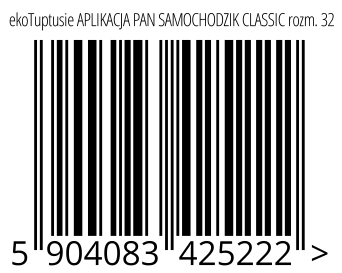 ekoTuptusie APLIKACJA PAN SAMOCHODZIK CLASSIC rozm. 32
5 904083 425222 >